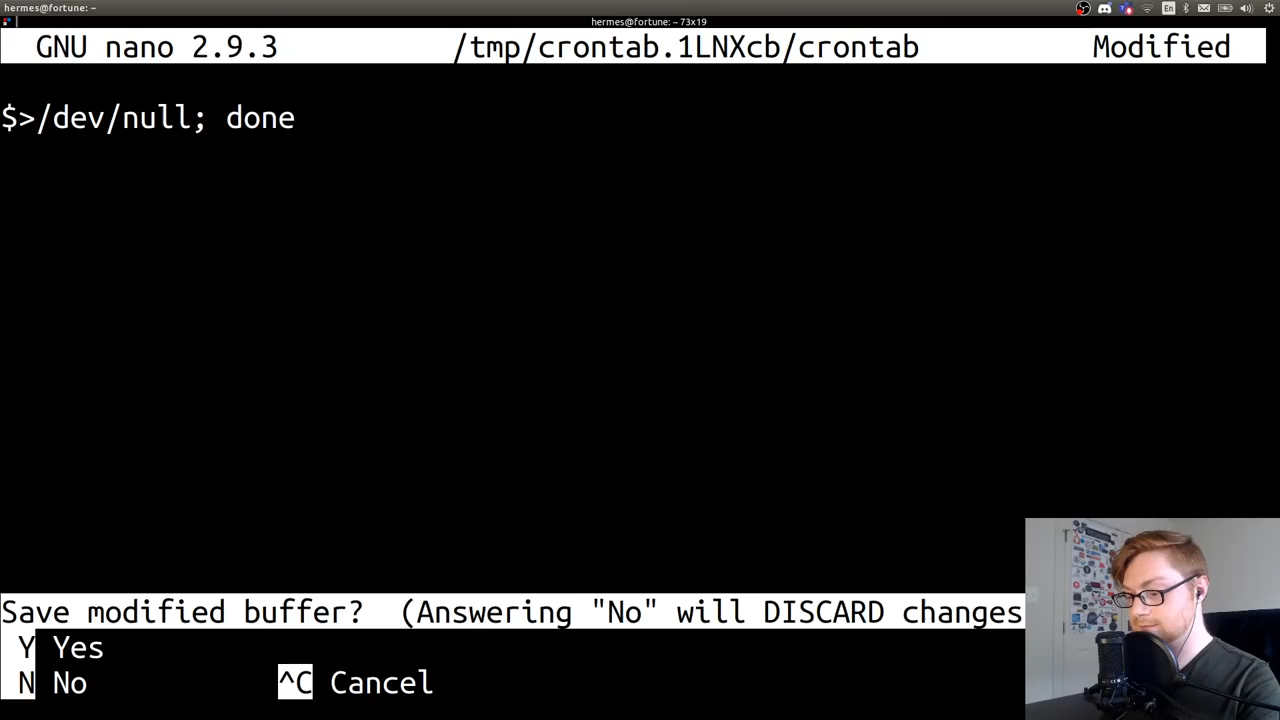 hermes@fortune: ~
En
hermes@fortune: ~ 73x19
GNU nano 2.9.3 /tmp/crontab.1LNXcb/crontab Modified
$>/dev/null; done
Save modified buffer? (Answering "No" will DISCARD changes
Y Yes
N No ^C Cancel